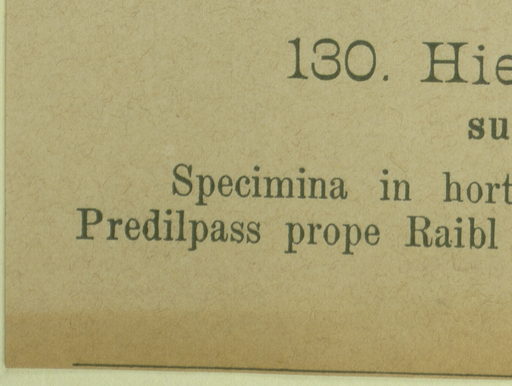 130. Hie
su
Specimina in hort
Predilpass prope Raibl